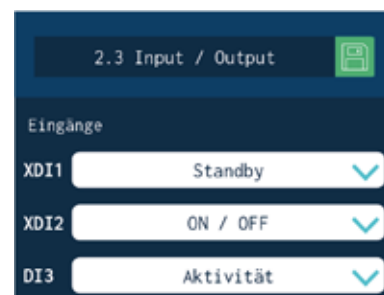 2.3 Input / Output
Eingänge
XDI1 Standby
XDI2 ON / OFF
DI3 Aktivität